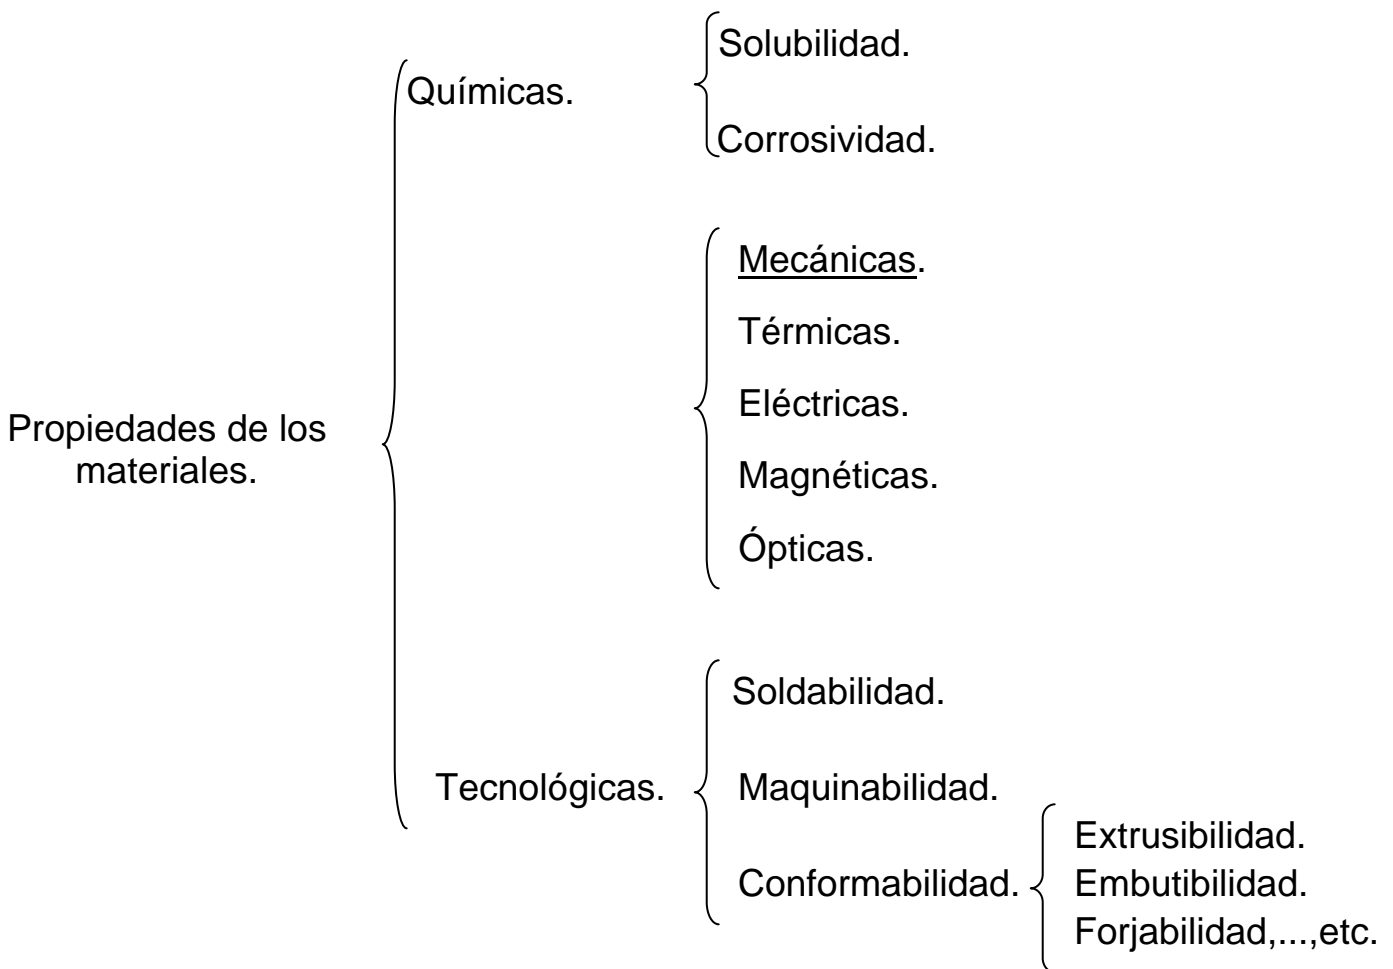 Propiedades de los
materiales.
Químicas.
Solubilidad.
Corrosividad.
Mecánicas.
Térmicas.
Eléctricas.
Magnéticas.
Ópticas.
Tecnológicas.
Soldabilidad.
Maquinabilidad.
Conformabilidad.
Extrusibilidad.
Embutibilidad.
Forjabilidad,...,etc.